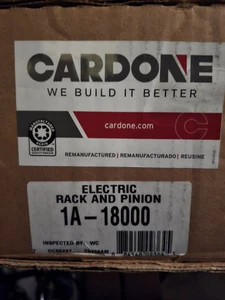 CARDONE
WE BUILD IT BETTER
cardone.com
CERTIFIED
REMANUFACTURED | REMANUFACTURADO | REUSINE
ELECTRIC
RACK AND PINION
1A-18000
INSPECTED BY: WC